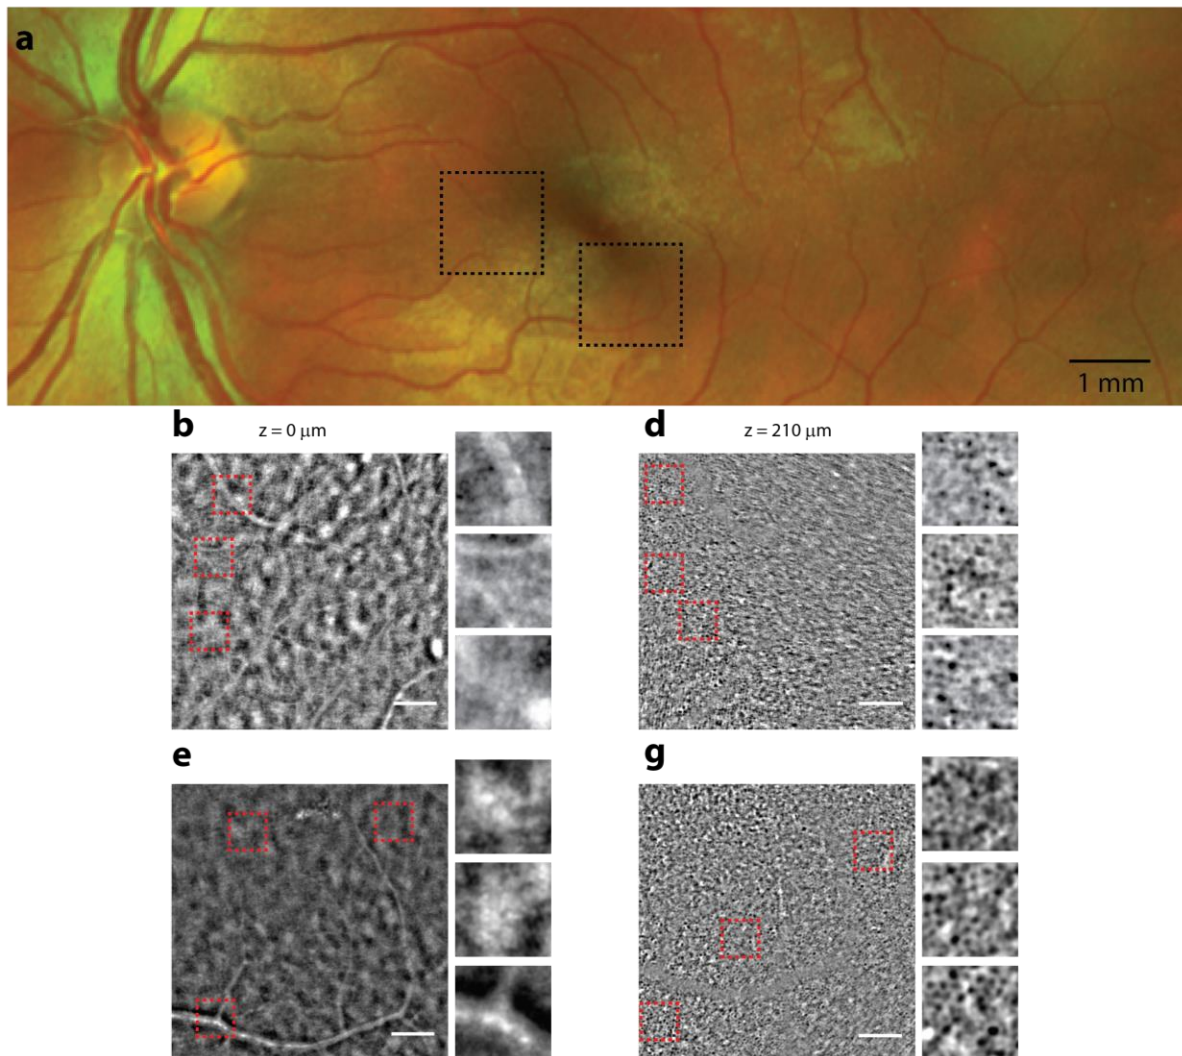 a
1 mm
b
z = 0 μm
d
z = 210 μm
e
g